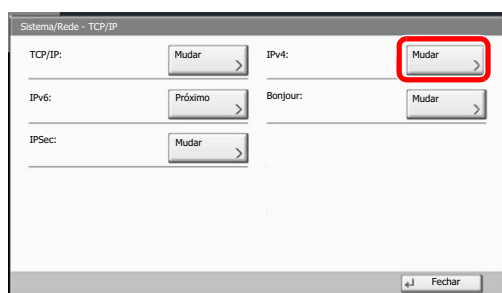 Sistema/Rede - TCP/IP
TCP/IP: Mudar IPv4: Mudar
IPv6: Próximo Bonjour: Mudar
IPSec: Mudar
Fechar